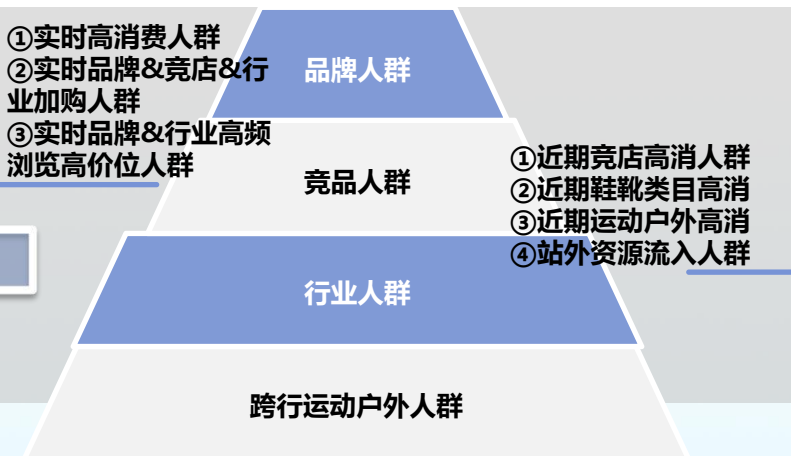 ①实时高消费人群
②实时品牌&竞店&行
业加购人群
③实时品牌&行业高频
浏览高价位人群
品牌人群
竞品人群
①近期竞店高消人群
②近期鞋靴类目高消
③近期运动户外高消
④站外资源流入人群
行业人群
跨行运动户外人群